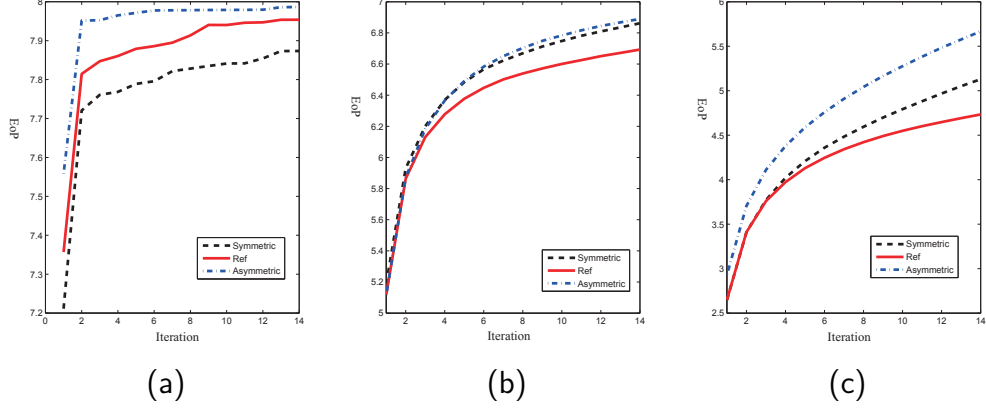 8
7.9
7.8
7.7
7.6
7.5
7.4
7.3
7.2
EoP
0 2 4 6 8 10 12 14
Iteration
Symmetric
Ref
Asymmetric
(a)
7
6.8
6.6
6.4
6.2
6
5.8
5.6
5.4
5.2
5
EoP
2 4 6 8 10 12 14
Iteration
Symmetric
Ref
Asymmetric
(b)
6
5.5
5
4.5
4
3.5
3
2.5
EoP
2 4 6 8 10 12 14
Iteration
Symmetric
Ref
Asymmetric
(c)